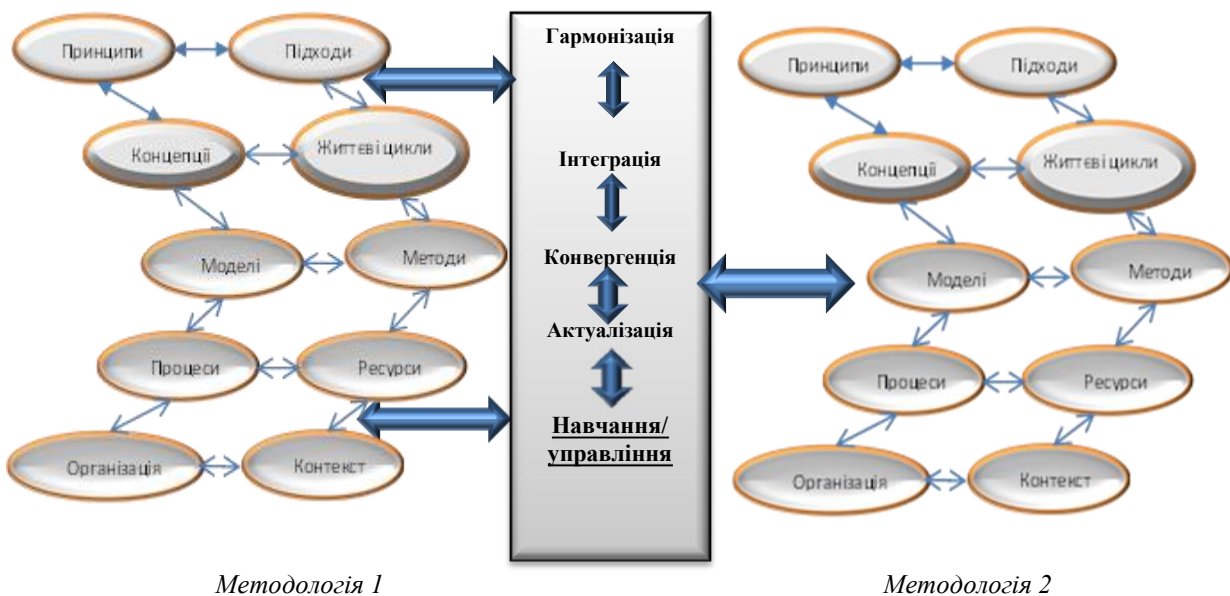 Принципи
Підходи
Концепції
Життєві цикли
Моделі
Методи
Процеси
Ресурси
Організація
Контекст
Методологія 1
Гармонізація
Інтеграція
Конвергенція
Актуалізація
Навчання/
управління
Принципи
Підходи
Концепції
Життєві цикли
Моделі
Методи
Процеси
Ресурси
Організація
Контекст
Методологія 2